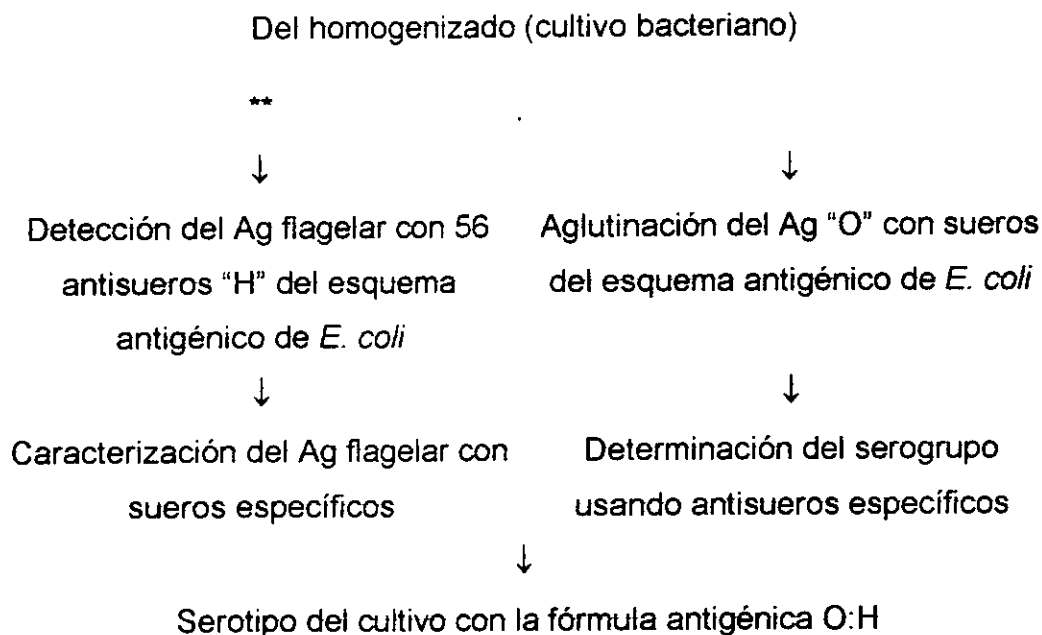 Del homogenizado (cultivo bacteriano)
**
↓ ↓
Detección del Ag flagelar con 56
antisueros “H” del esquema
antigénico de E. coli
Aglutinación del Ag “O” con sueros
del esquema antigénico de E. coli
↓ ↓
Caracterización del Ag flagelar con
sueros específicos
Determinación del serogrupo
usando antisueros específicos
↓
Serotipo del cultivo con la fórmula antigénica O:H